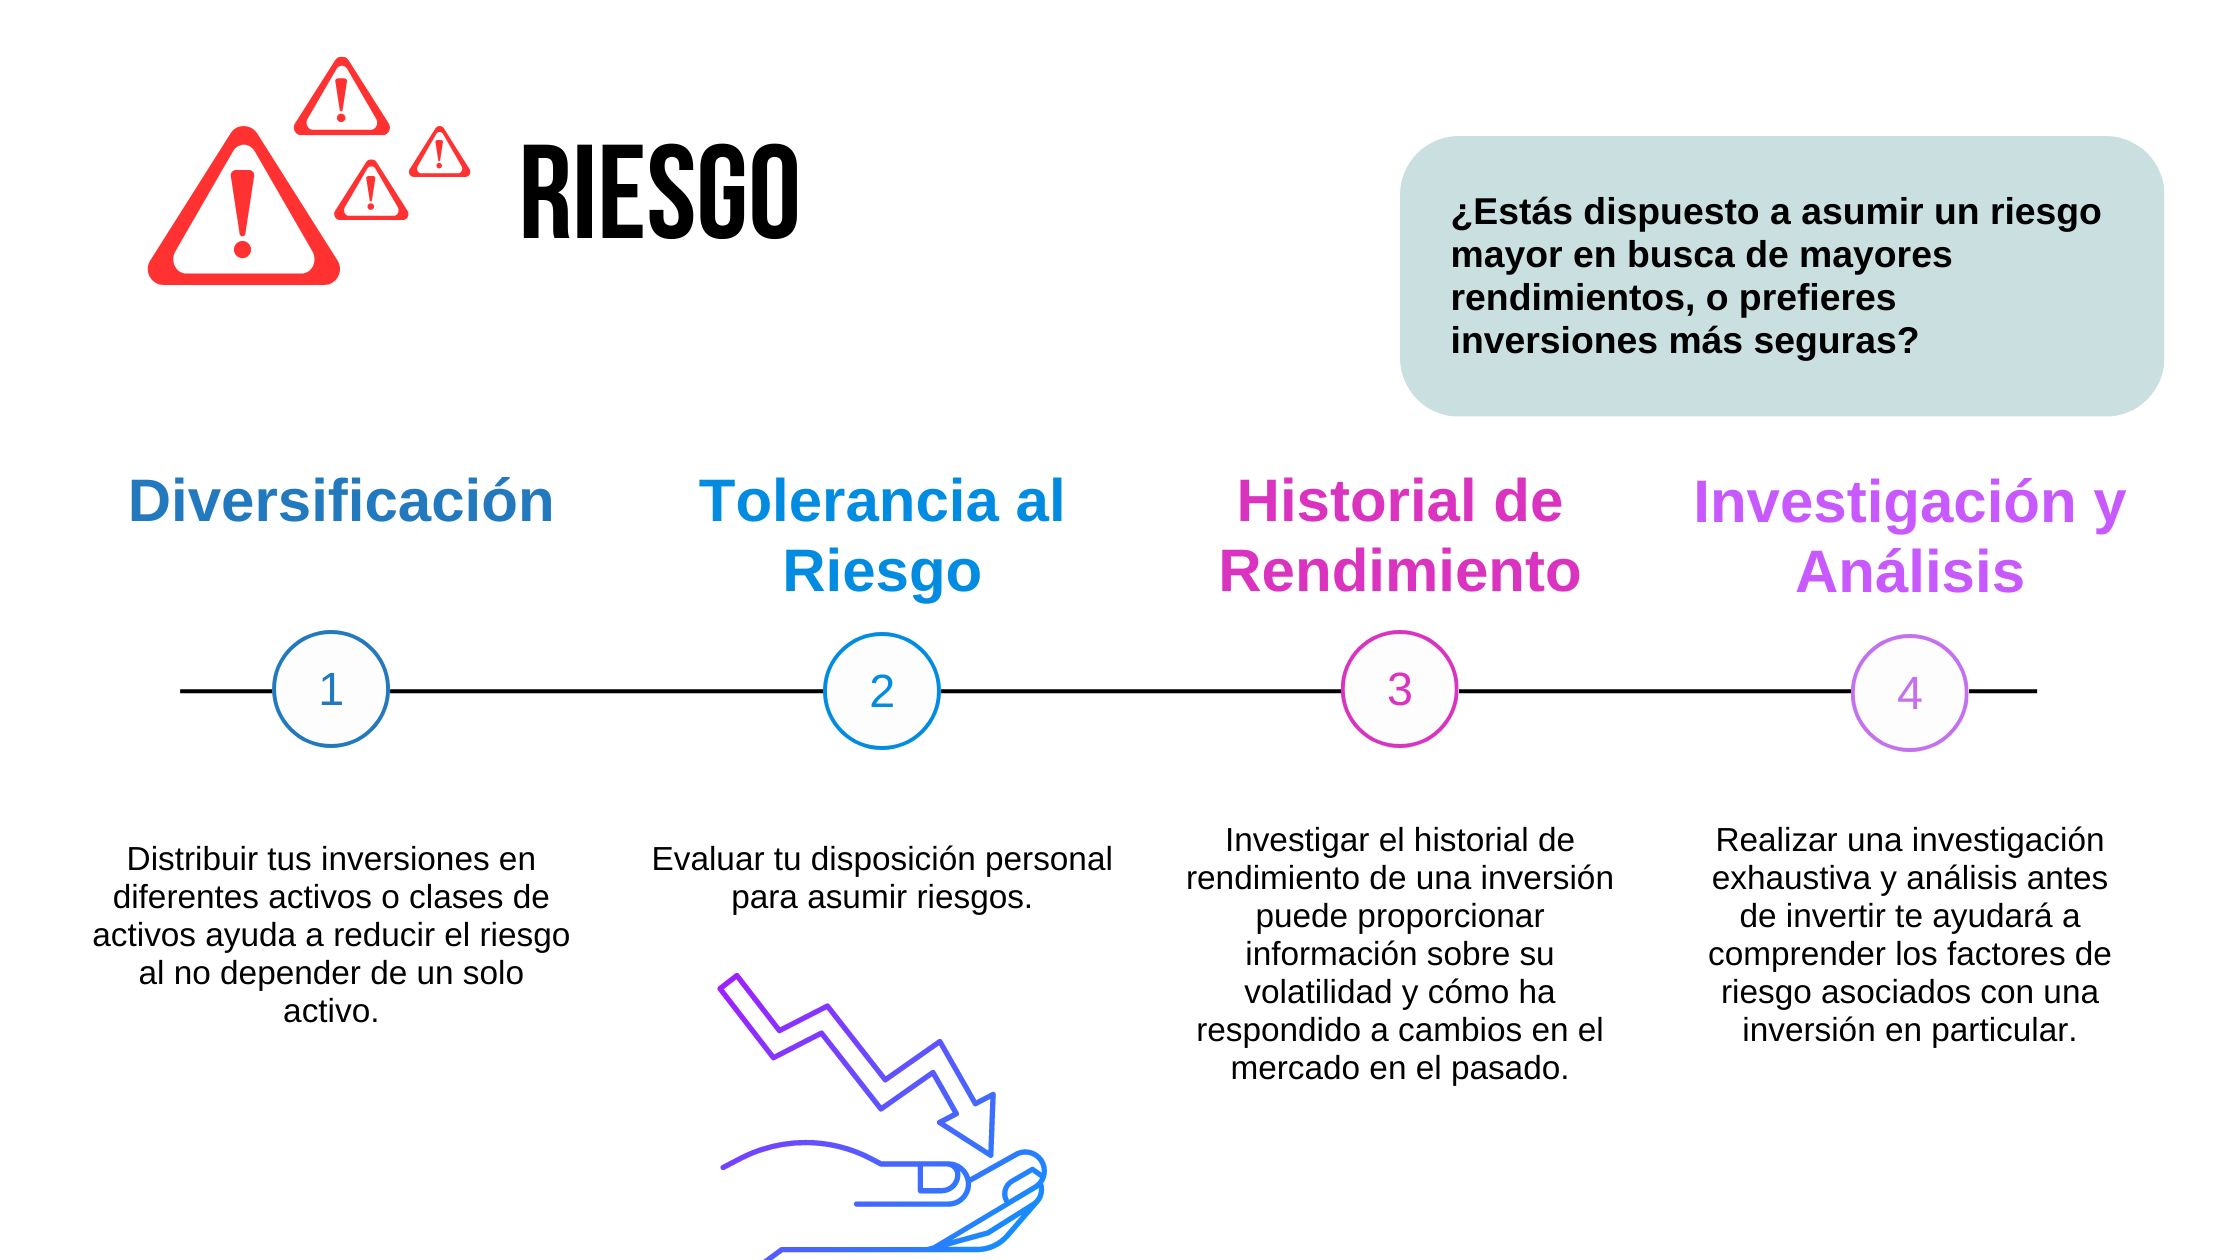 RIESGO
¿Estás dispuesto a asumir un riesgo
mayor en busca de mayores
rendimientos, o prefieres
inversiones más seguras?
Diversificación
Tolerancia al
Riesgo
Historial de
Rendimiento
Investigación y
Análisis
1
2
3
4
Distribuir tus inversiones en
diferentes activos o clases de
activos ayuda a reducir el riesgo
al no depender de un solo
activo.
Evaluar tu disposición personal
para asumir riesgos.
Investigar el historial de
rendimiento de una inversión
puede proporcionar
información sobre su
volatilidad y cómo ha
respondido a cambios en el
mercado en el pasado.
Realizar una investigación
exhaustiva y análisis antes
de invertir te ayudará a
comprender los factores de
riesgo asociados con una
inversión en particular.